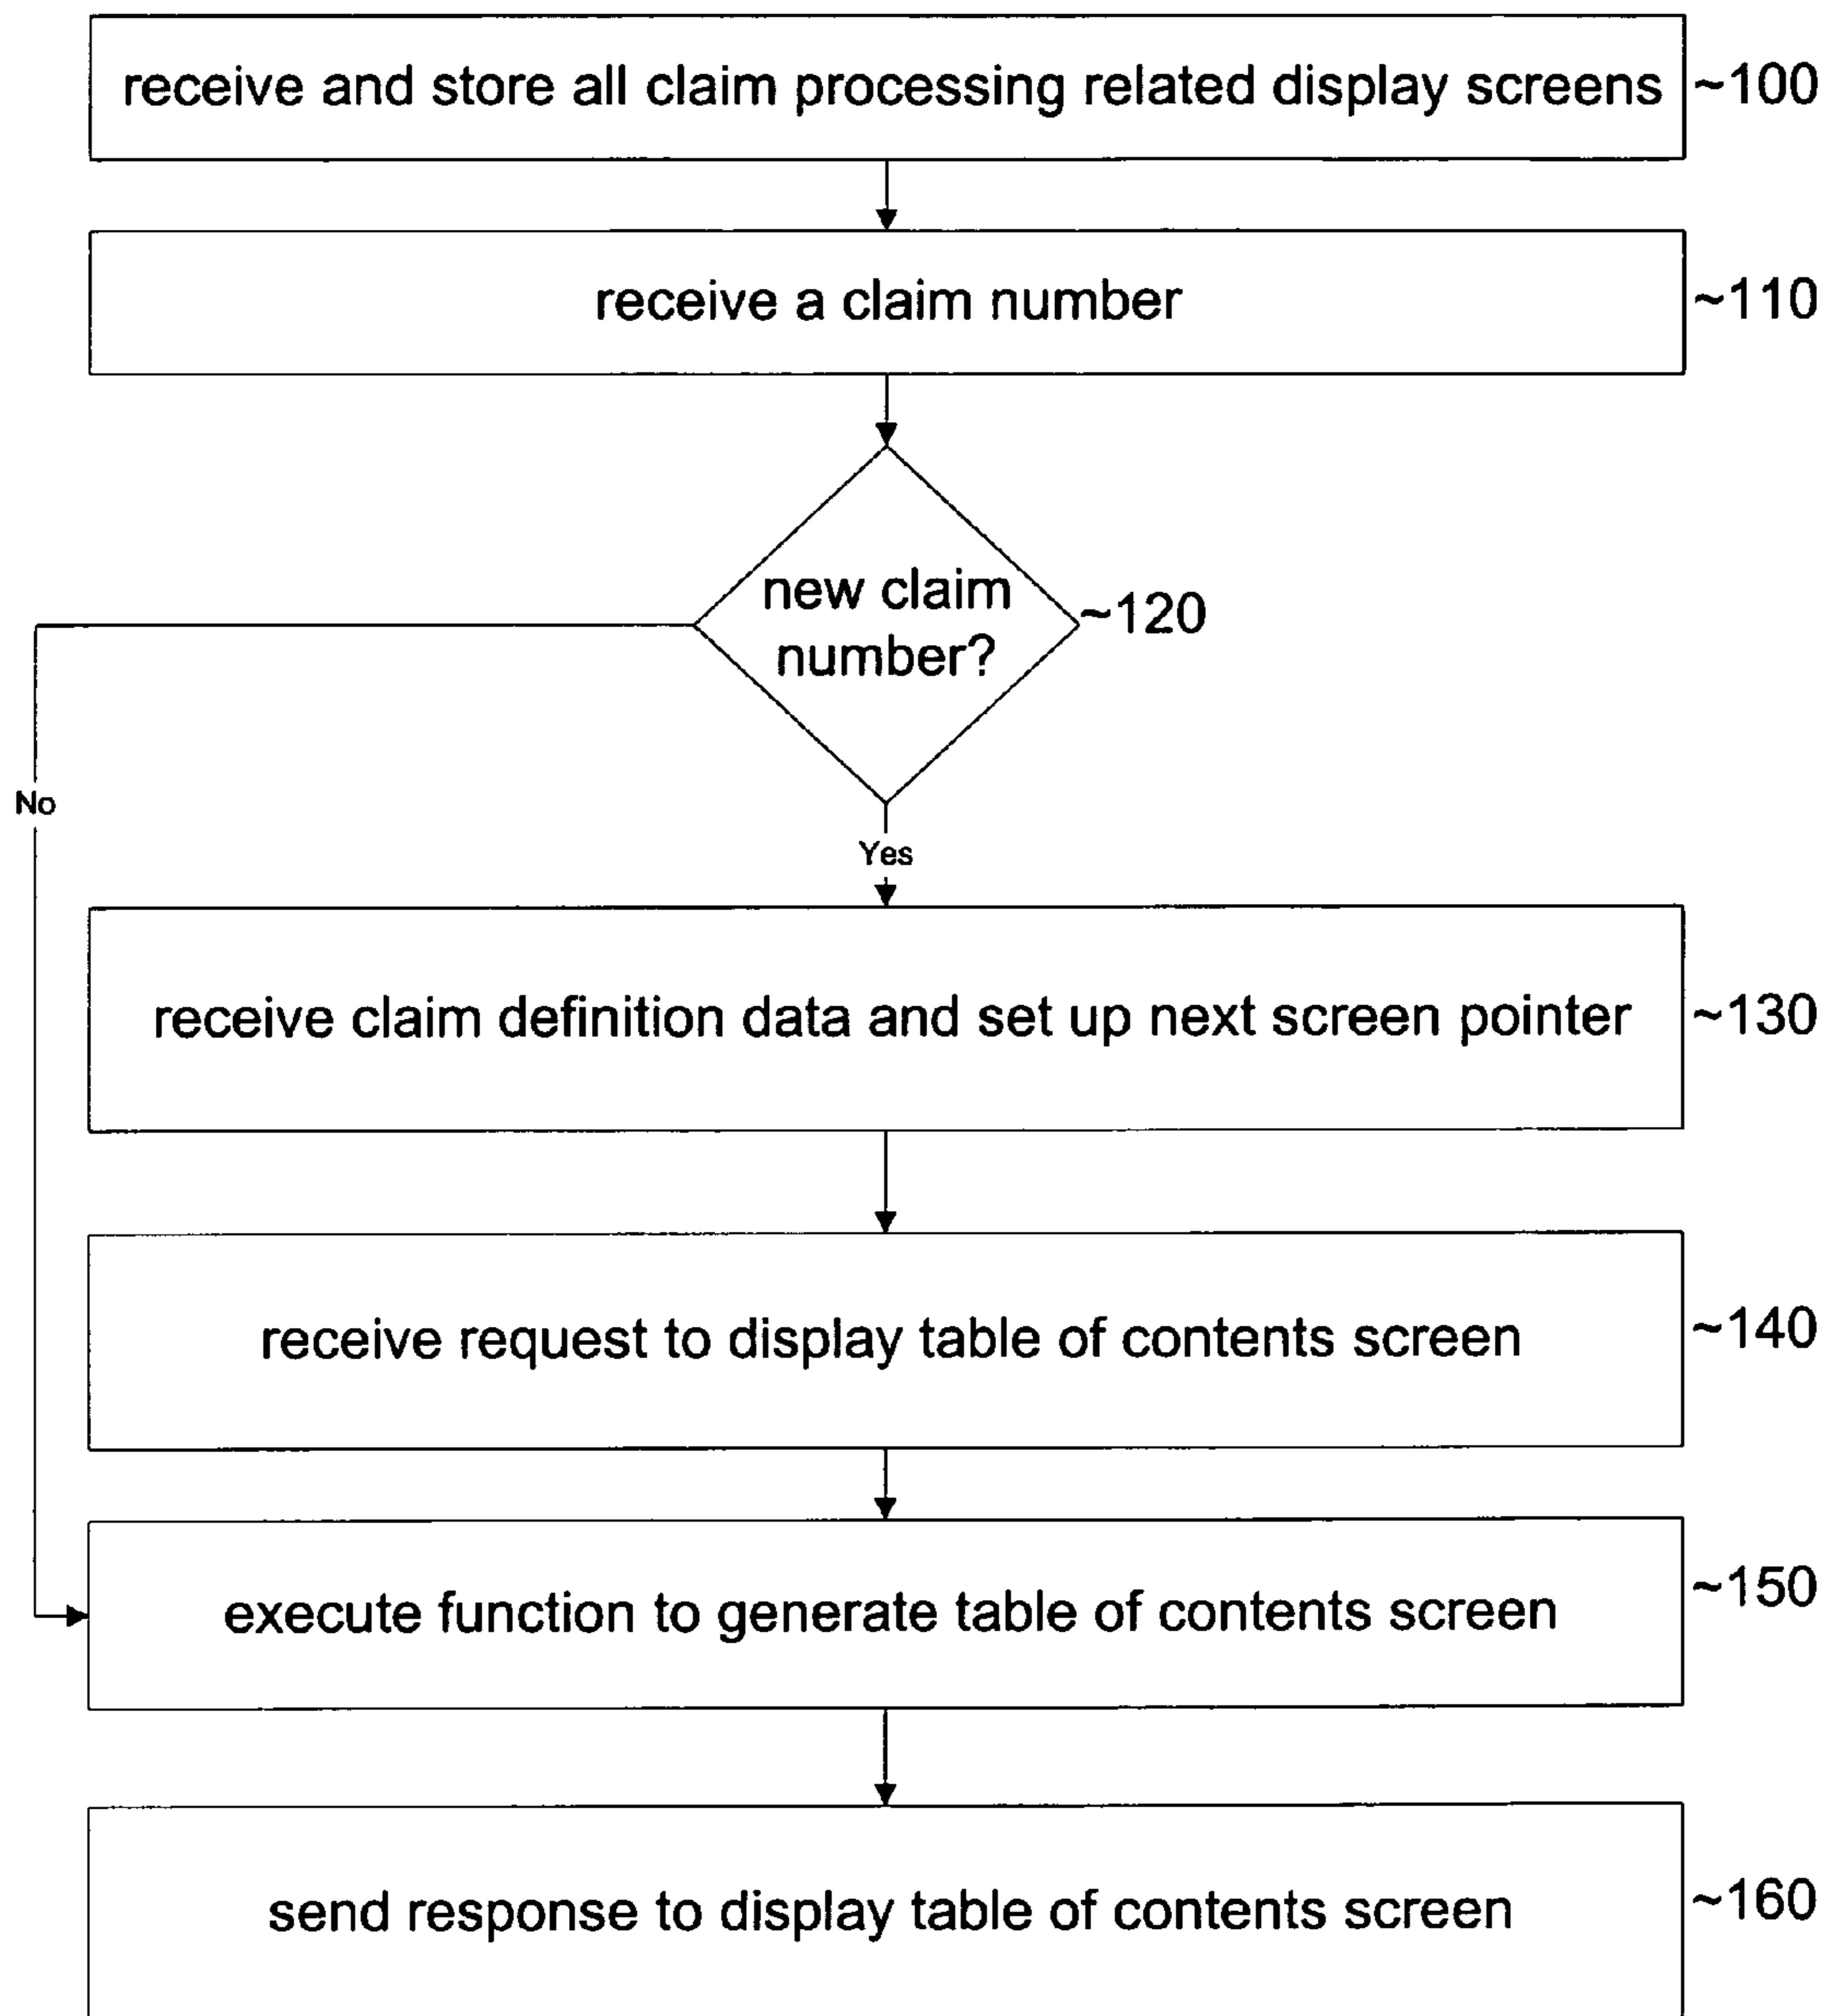 receive and store all claim processing related display screens ~100
receive a claim number ~110
new claim
number? ~120
No
Yes
receive claim definition data and set up next screen pointer ~130
receive request to display table of contents screen ~140
execute function to generate table of contents screen ~150
send response to display table of contents screen ~160